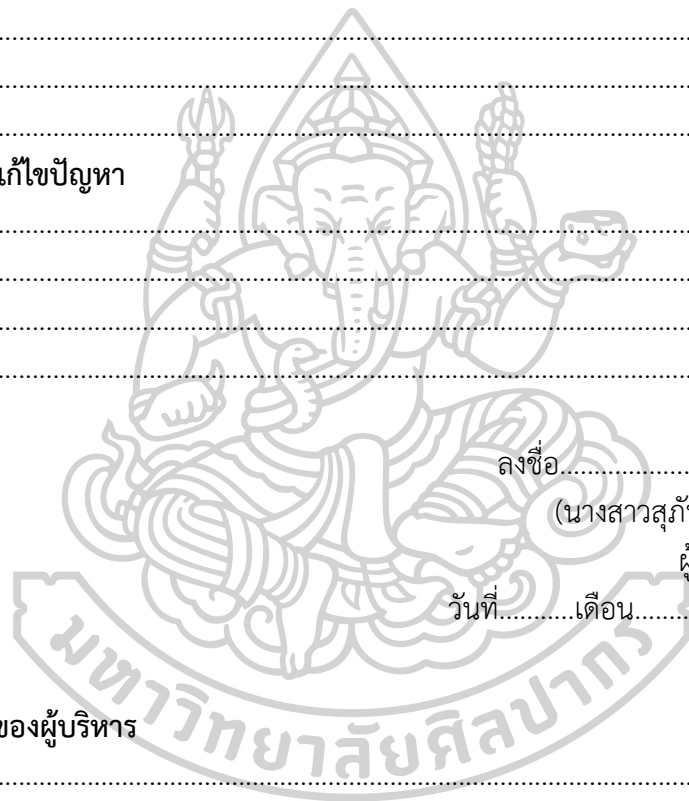 ................................................................................
................................................................................
................................................................................
แก้ไขปัญหา
................................................................................
................................................................................
................................................................................
................................................................................
ลงชื่อ......................
(นางสาวสุภั
ผู้
วันที่...........เดือน.........
มหาวิทยาลัยศิลปากร
ของผู้บริหาร
................................................................................